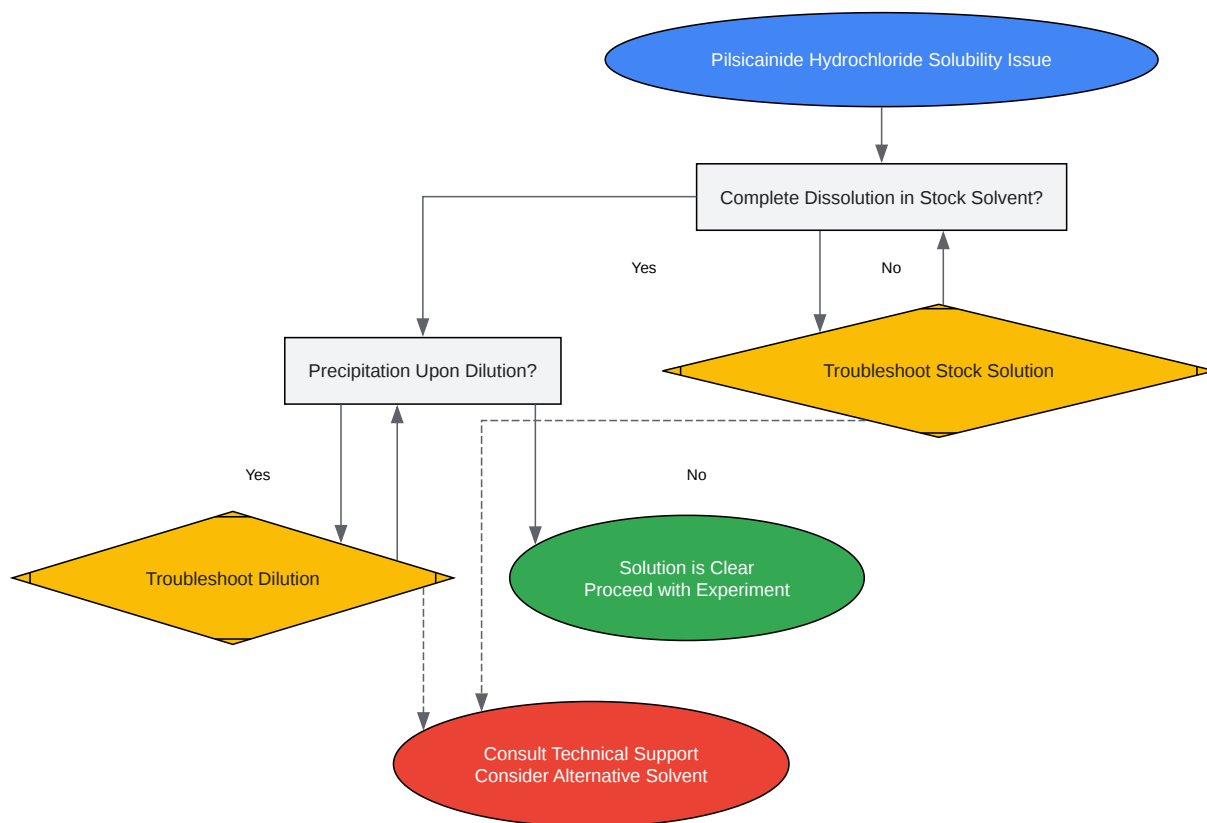 Pilsicainide Hydrochloride Solubility Issue
Complete Dissolution in Stock Solvent?
Yes
No
Precipitation Upon Dilution?
Troubleshoot Stock Solution
Yes
No
Troubleshoot Dilution
Solution is Clear
Proceed with Experiment
Consult Technical Support
Consider Alternative Solvent